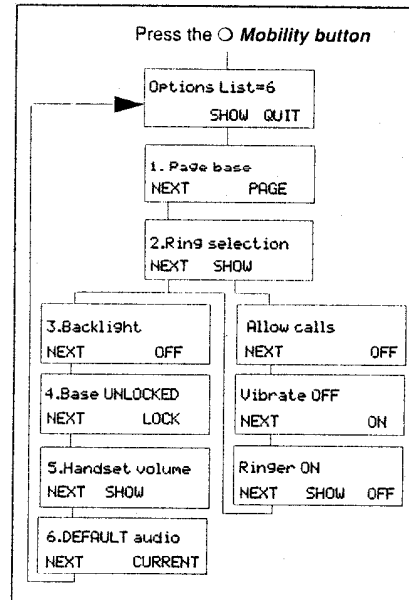 Press the Mobility button
Options List=6
SHOW QUIT
1. Page base
NEXT PAGE
2.Ring selection
NEXT SHOW
3.Backlight
NEXT OFF
4.Base UNLOCKED
NEXT LOCK
5.Handset volume
NEXT SHOW
6.DEFAULT audio
NEXT CURRENT
Allow calls
NEXT OFF
Vibrate OFF
NEXT ON
Ringer ON
NEXT SHOW OFF